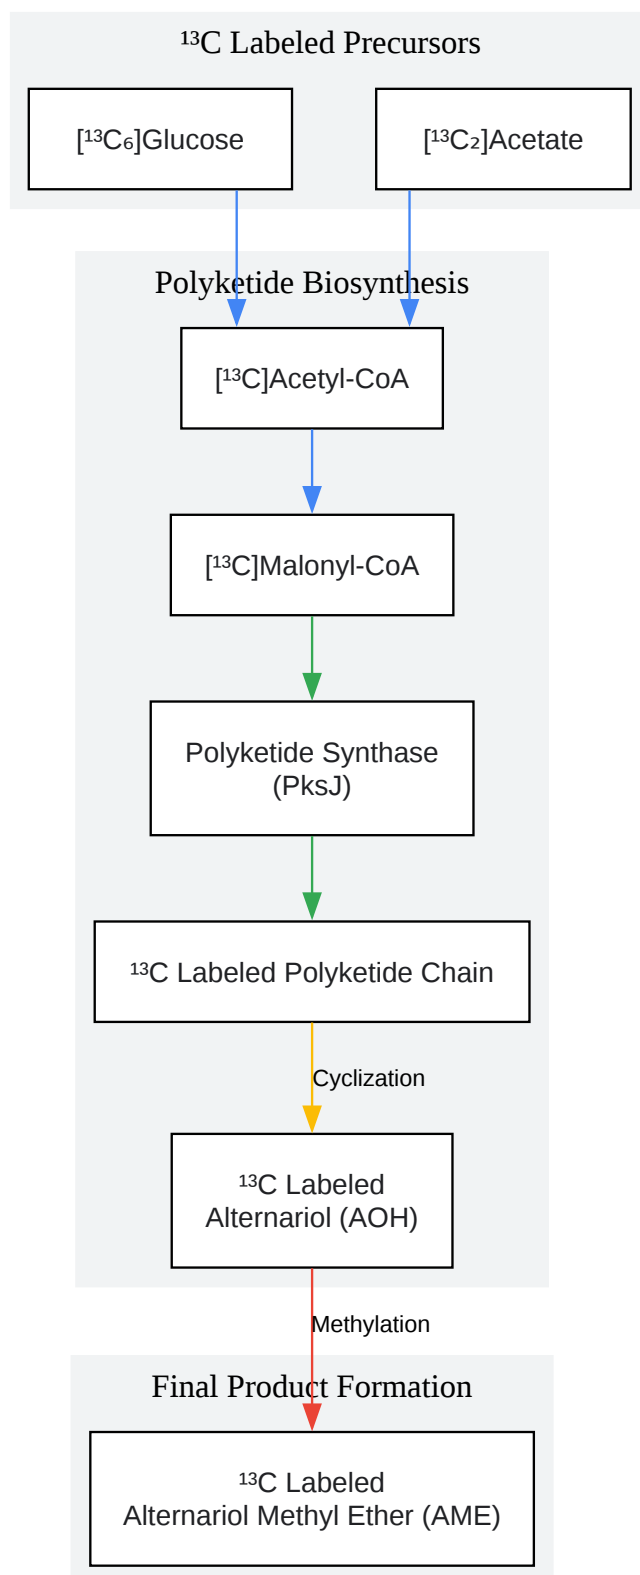 ¹³C Labeled Precursors
[¹³C₆]Glucose
[¹³C₂]Acetate
Polyketide Biosynthesis
[¹³C]Acetyl-CoA
[¹³C]Malonyl-CoA
Polyketide Synthase
(PksJ)
¹³C Labeled Polyketide Chain
Cyclization
¹³C Labeled
Alternariol (AOH)
Methylation
Final Product Formation
¹³C Labeled
Alternariol Methyl Ether (AME)